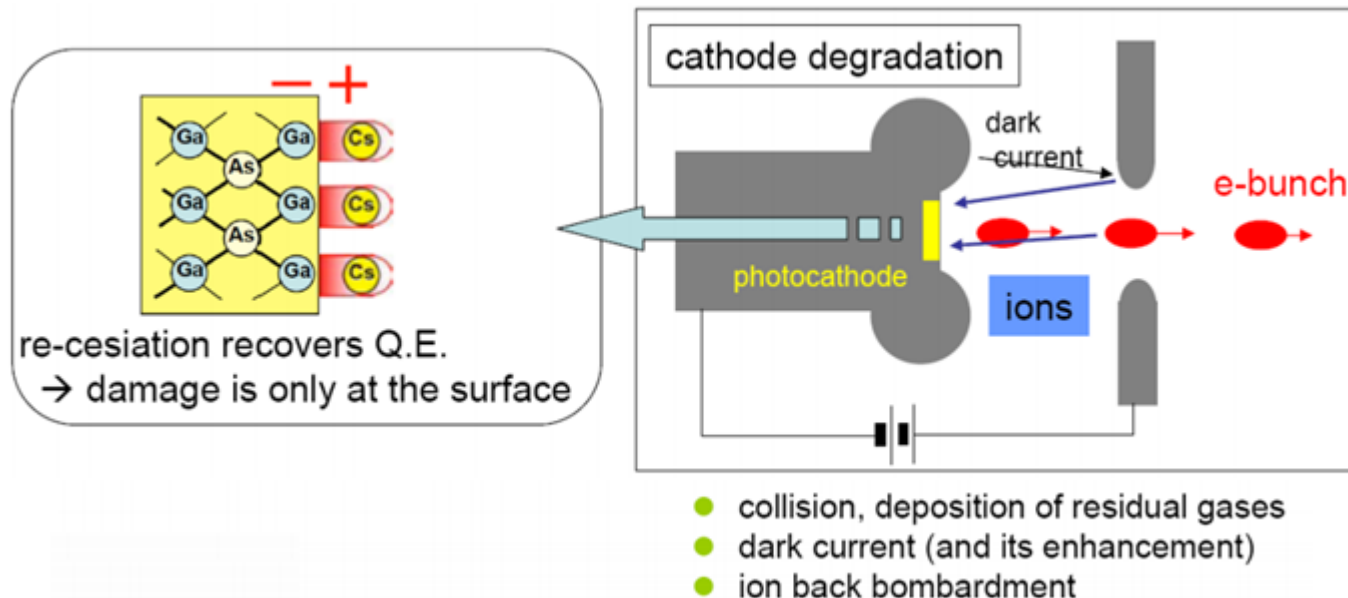 − +
Ga Ga Cs
As
Ga Ga Cs
As
Ga Ga Cs
re-cesiation recovers Q.E.
→ damage is only at the surface
cathode degradation
dark
current
e-bunch
photocathode
ions
collision, deposition of residual gases
dark current (and its enhancement)
ion back bombardment